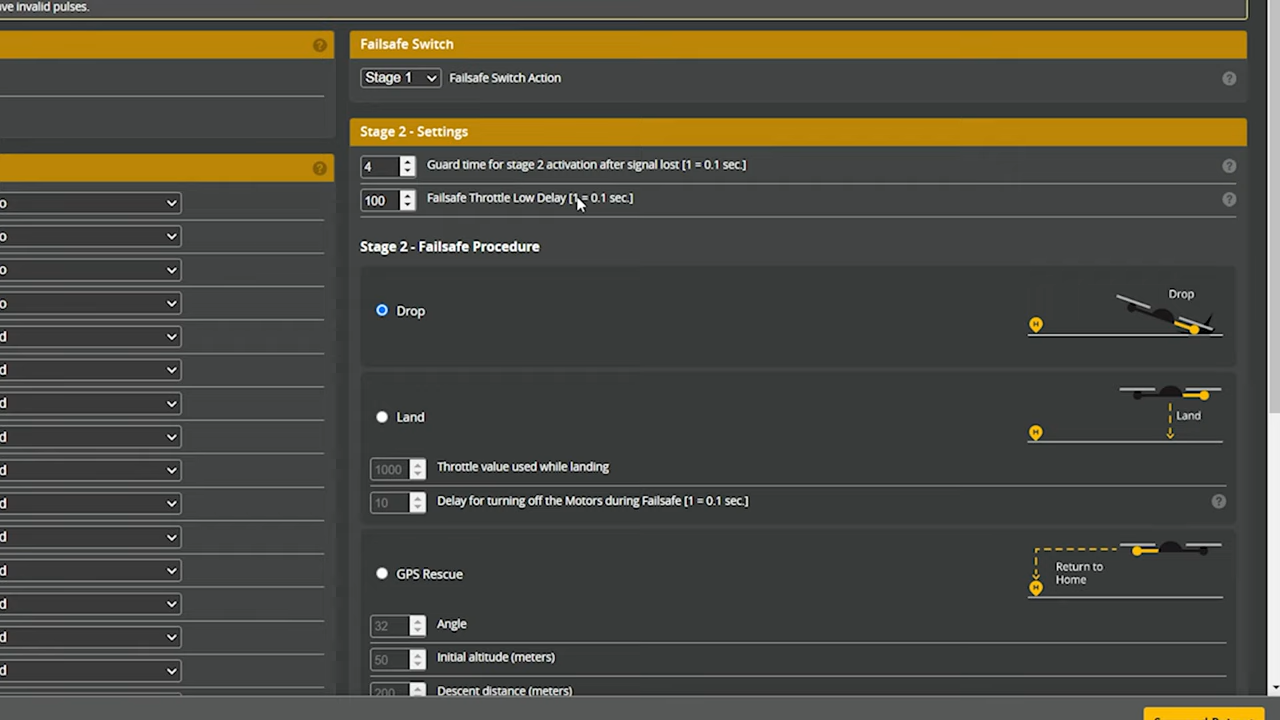 ve invalid pulses.
Failsafe Switch
Stage 1 Failsafe Switch Action
Stage 2 - Settings
4 Guard time for stage 2 activation after signal lost [1 = 0.1 sec.]
100 Failsafe Throttle Low Delay [1 = 0.1 sec.]
o
o
o
o
d
d
d
d
d
d
d
d
d
d
d
Stage 2 - Failsafe Procedure
Drop
Drop
H
Land
Land
H
1000 Throttle value used while landing
10 Delay for turning off the Motors during Failsafe [1 = 0.1 sec.]
GPS Rescue
Return to
Home
H
32 Angle
50 Initial altitude (meters)
200 Descent distance (meters)